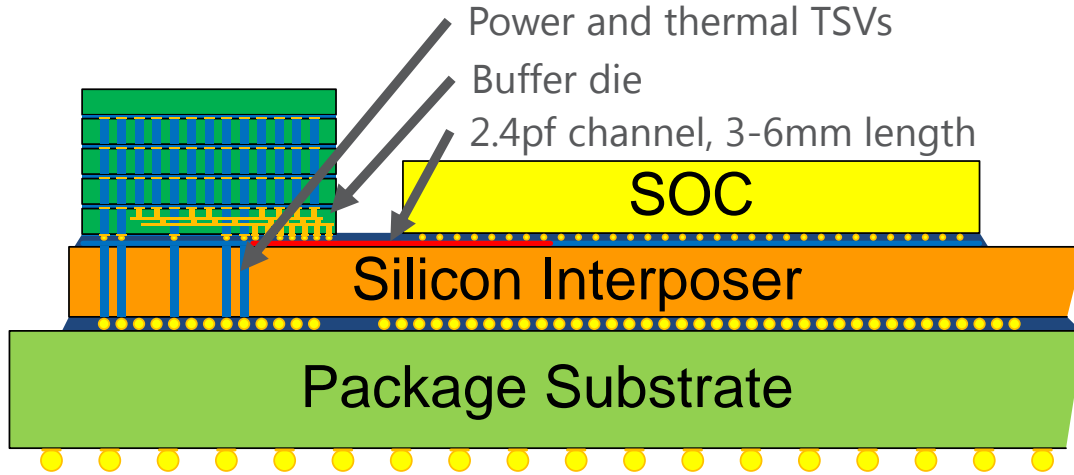 Power and thermal TSVs
Buffer die
2.4pf channel, 3-6mm length
SOC
Silicon Interposer
Package Substrate